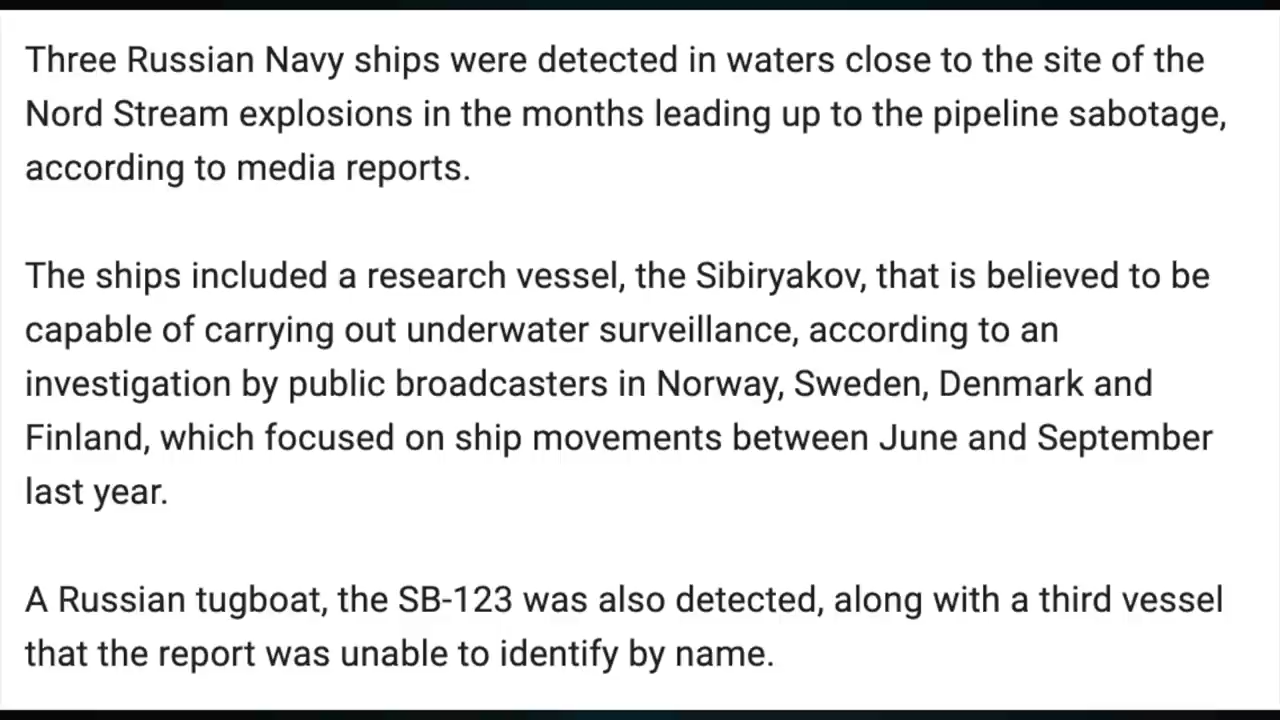 Three Russian Navy ships were detected in waters close to the site of the
Nord Stream explosions in the months leading up to the pipeline sabotage,
according to media reports.
The ships included a research vessel, the Sibiryakov, that is believed to be
capable of carrying out underwater surveillance, according to an
investigation by public broadcasters in Norway, Sweden, Denmark and
Finland, which focused on ship movements between June and September
last year.
A Russian tugboat, the SB-123 was also detected, along with a third vessel
that the report was unable to identify by name.